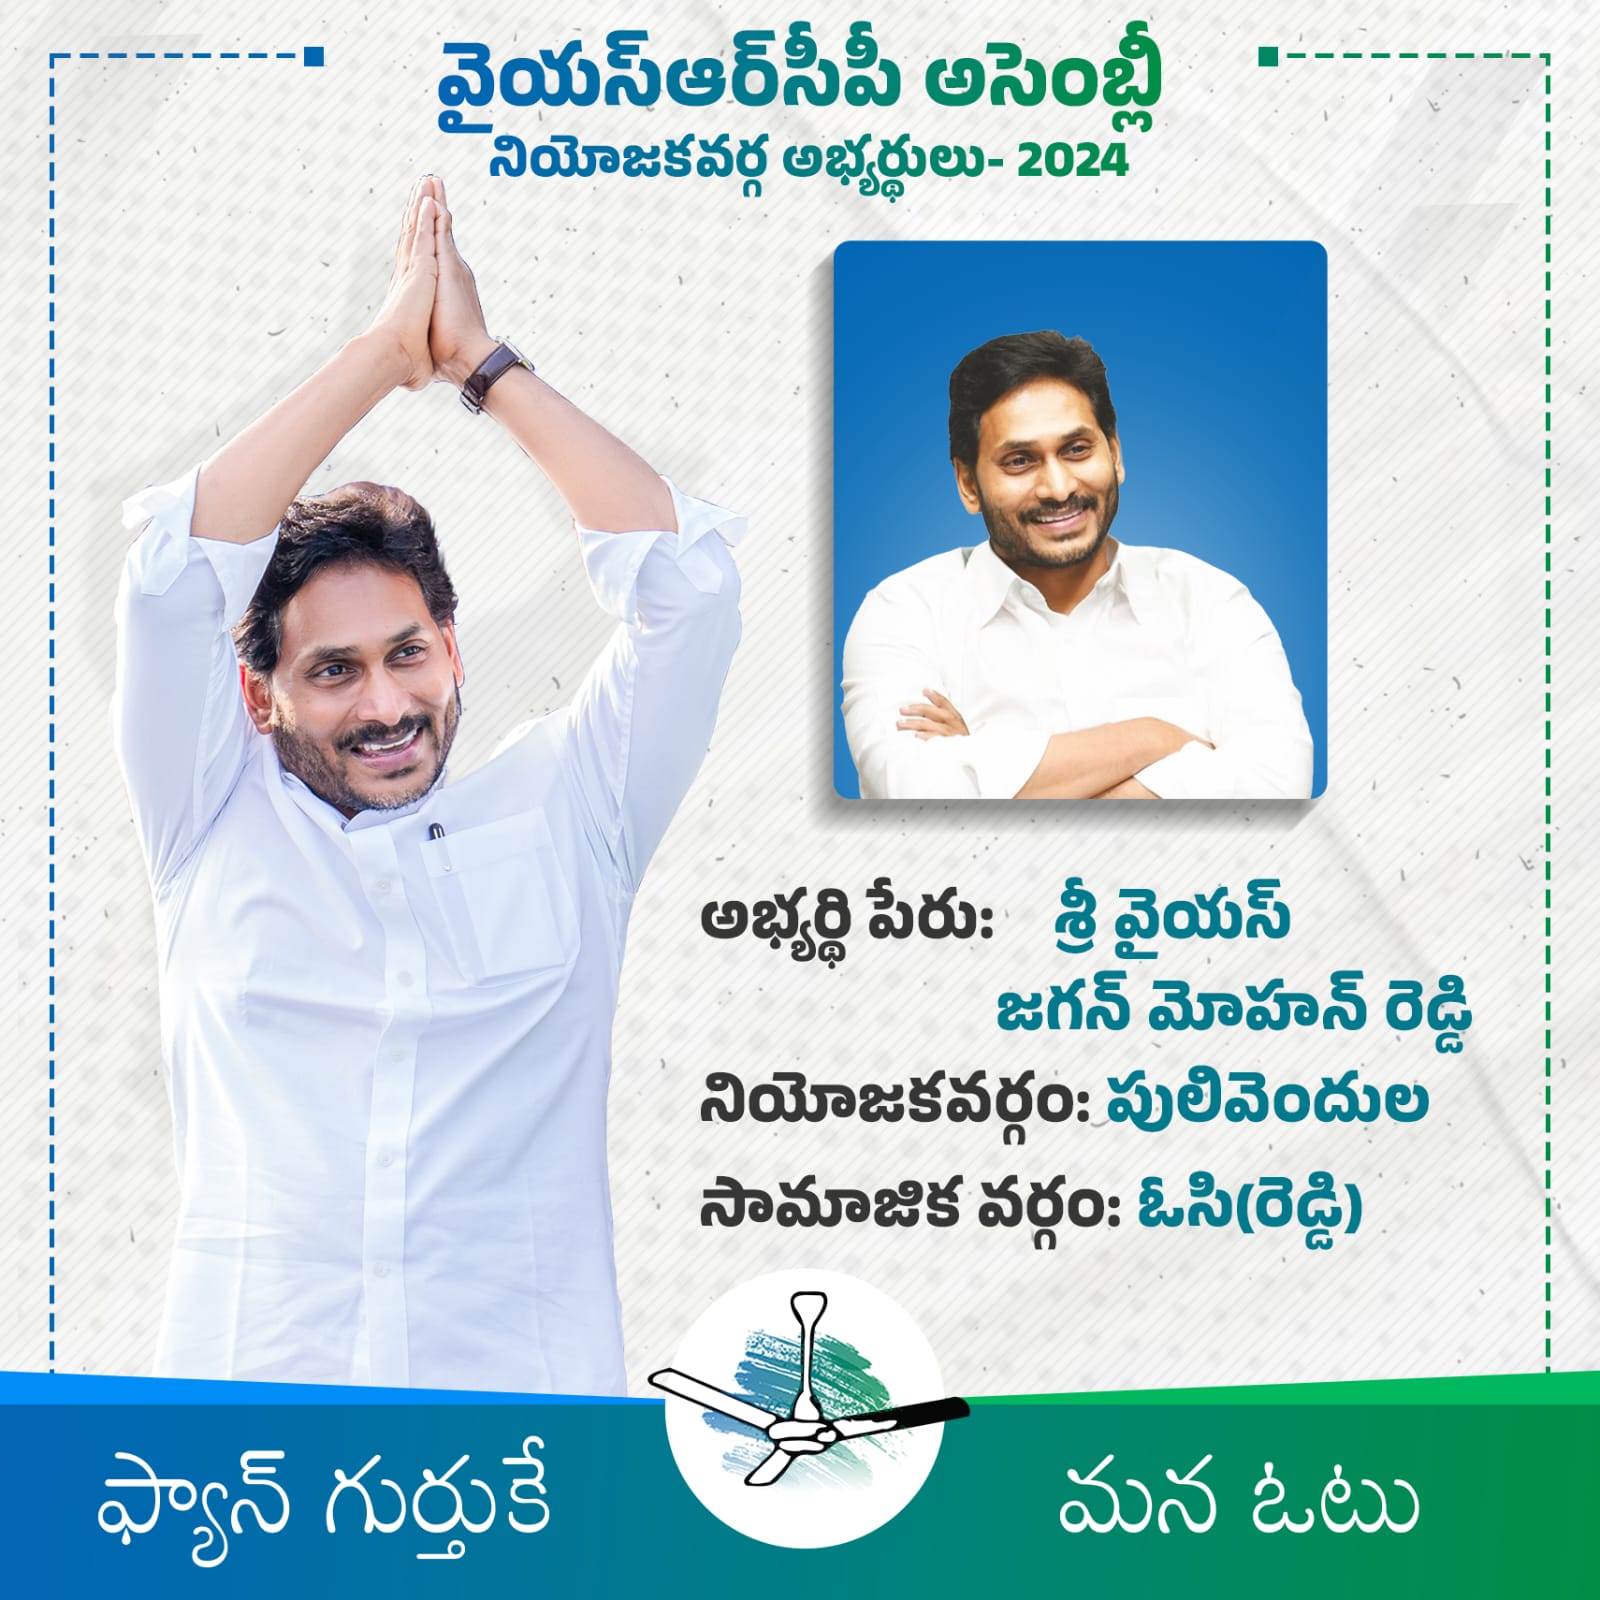 వైయస్ఆర్‌సీపీ అసెంబ్లీ
నియోజకవర్గ అభ్యర్థులు- 2024
అభ్యర్థి పేరు: శ్రీ వైయస్
జగన్ మోహన్ రెడ్డి
నియోజకవర్గం: పులివెందుల
సామాజిక వర్గం: ఓసి(రెడ్డి)
ఫ్యాన్ గుర్తుకే మన ఓటు